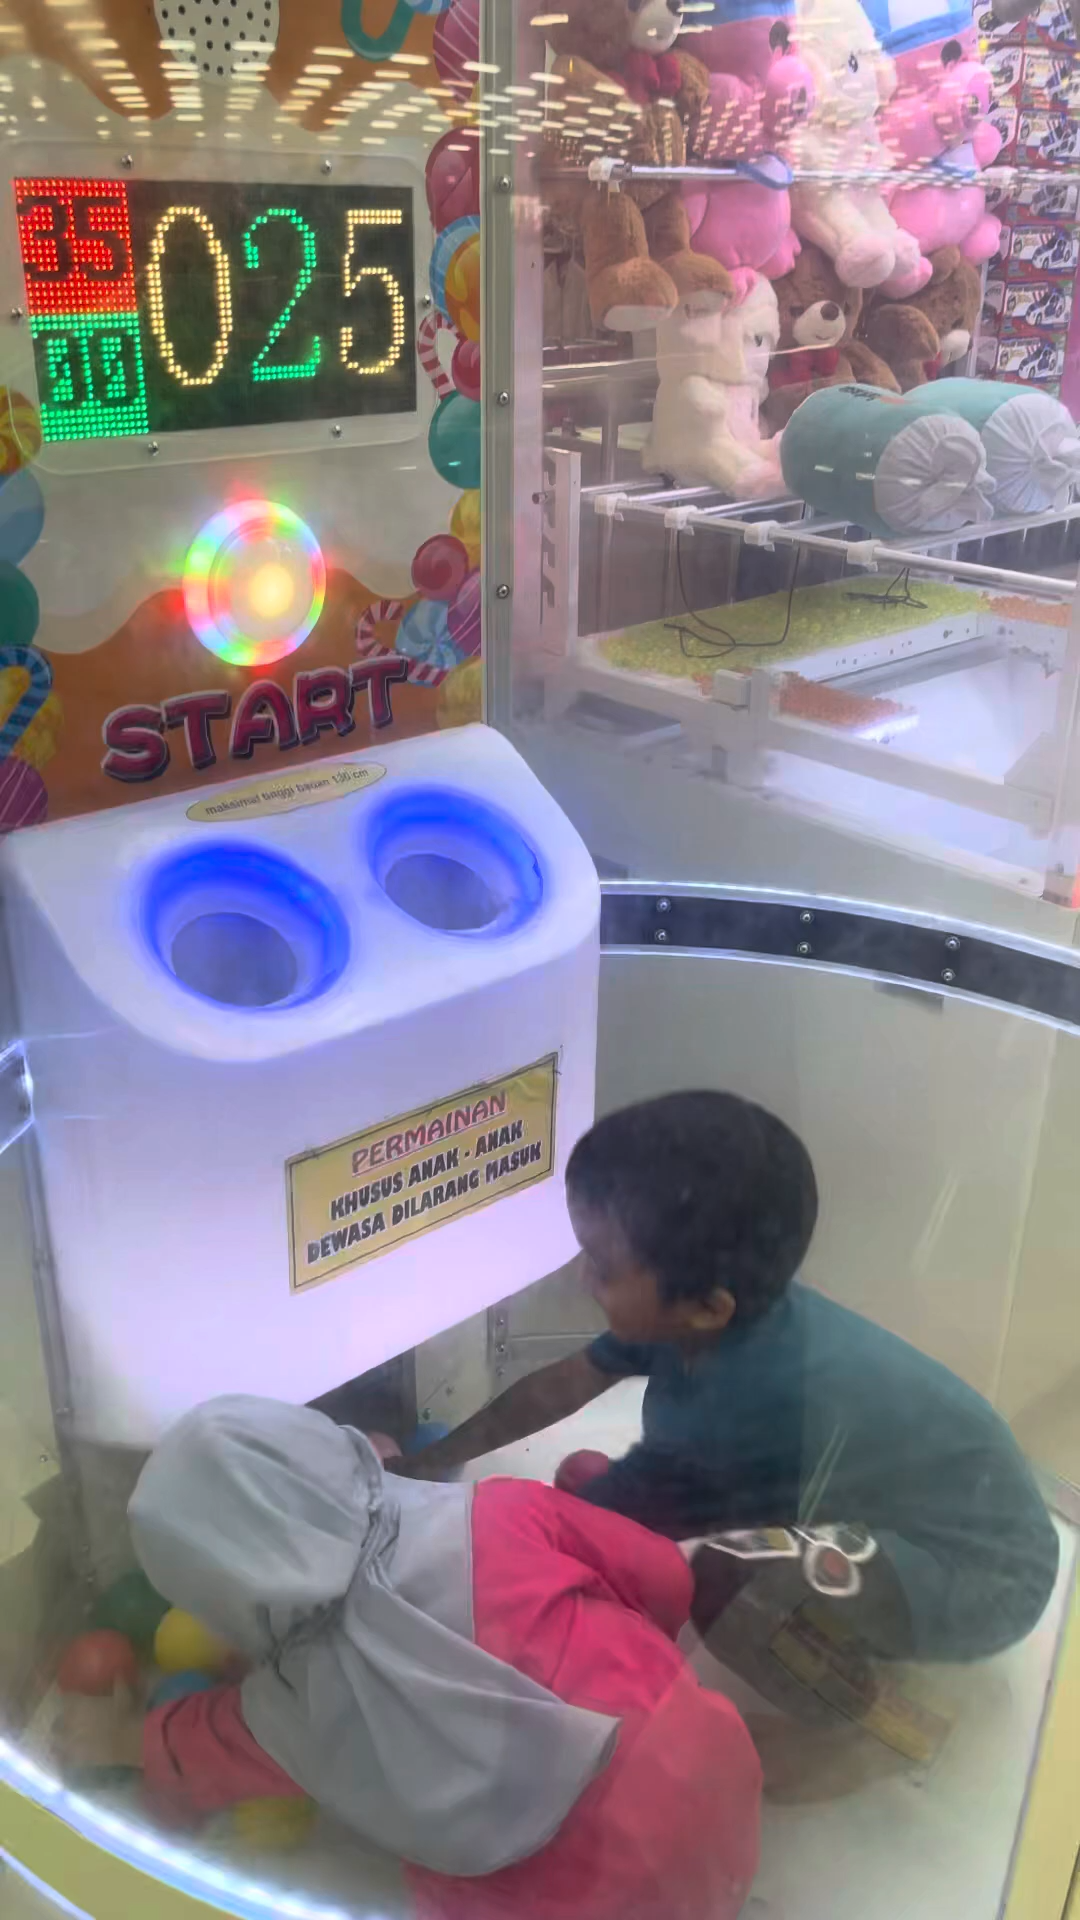 35
025
START
maksimal tinggi badan 130 cm
PERMAINAN
KHUSUS ANAK - ANAK
DEWASA DILARANG MASUK